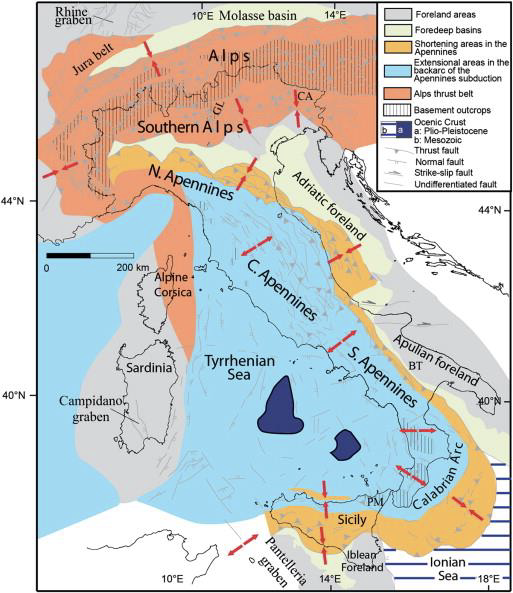 10°E
14°E
Rhine
graben
Molasse basin
Jura belt
Alps
GL
CA
Southern Alps
N. Apennines
Adriatic foreland
44°N
44°N
0
200 km
Alpine
Corsica
C. Apennines
Tyrrhenian
Sea
S. Apennines
Apulian foreland
BT
Sardinia
Campidano
graben
40°N
40°N
Calabrian Arc
PM
Sicily
Iblean
Foreland
Pantelleria
graben
Ionian
Sea
10°E
14°E
18°E
Foreland areas
Foredeep basins
Shortening areas in the
Apennines
Extensional areas in the
backarc of the
Apennines subduction
Alps thrust belt
Basement outcrops
b
a
Ocenic Crust
a: Plio-Pleistocene
b: Mesozoic
Thrust fault
Normal fault
Strike-slip fault
Undifferentiated fault